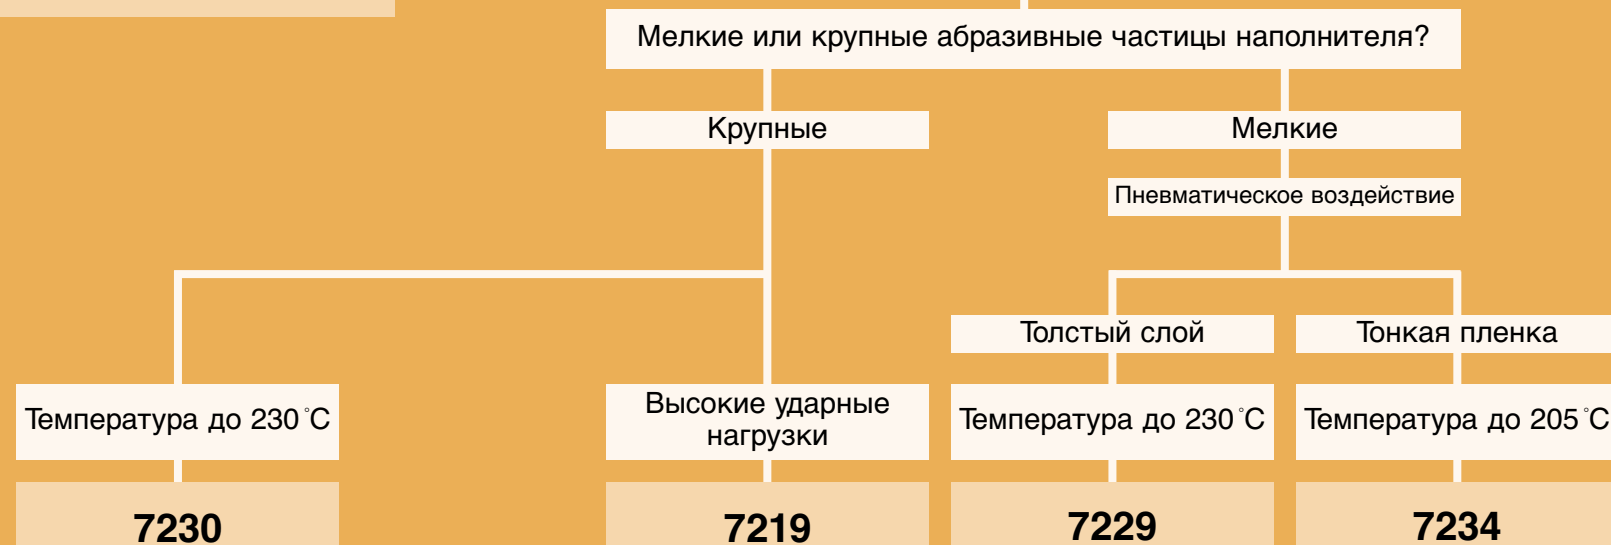 Мелкие или крупные абразивные частицы наполнителя?
Крупные
Мелкие
Пневматическое воздействие
Толстый слой
Тонкая пленка
Температура до 230 °C
Высокие ударные
нагрузки
Температура до 230 °C
Температура до 205 °C
7230
7219
7229
7234